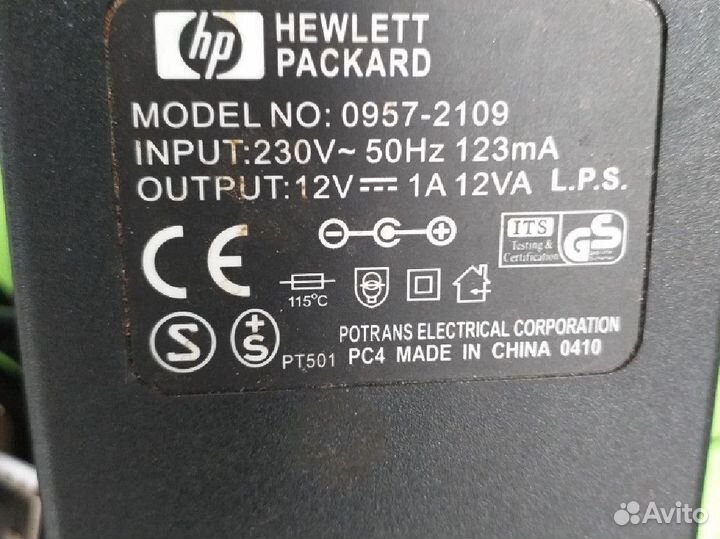 hp HEWLETT PACKARD
MODEL NO: 0957-2109
INPUT:230V~ 50Hz 123mA
OUTPUT:12V⎓ 1A 12VA L.P.S.
CE
ITS
Testing &
Certification
GS
115°C
S
+S
PT501
POTRANS ELECTRICAL CORPORATION
PC4 MADE IN CHINA 0410
Avito